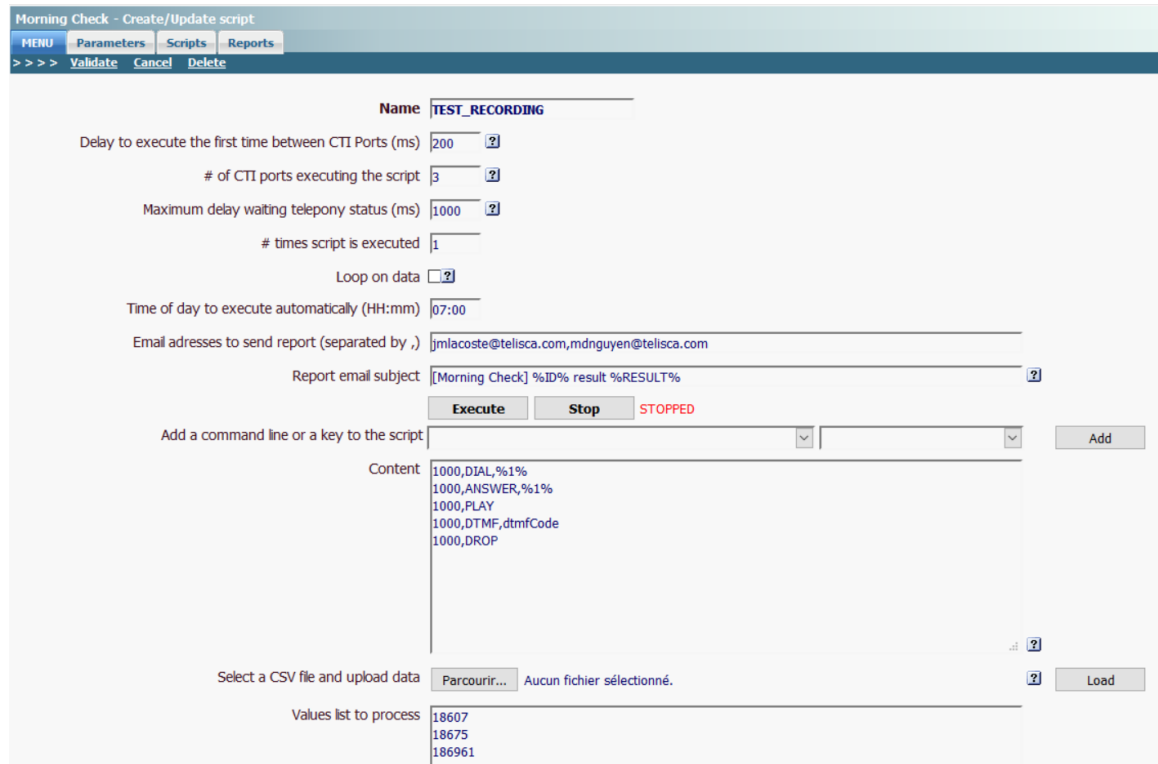 Morning Check - Create/Update script
MENU Parameters Scripts Reports
>>>> Validate Cancel Delete
Name TEST_RECORDING
Delay to execute the first time between CTI Ports (ms) 200 ?
# of CTI ports executing the script 3 ?
Maximum delay waiting telepony status (ms) 1000 ?
# times script is executed 1
Loop on data ?
Time of day to execute automatically (HH:mm) 07:00
Email adresses to send report (separated by ,) jmlacoste@telisca.com,mdnguyen@telisca.com
Report email subject [Morning Check] %ID% result %RESULT% ?
Execute Stop STOPPED
Add a command line or a key to the script Add
Content 1000,DIAL,%1%
1000,ANSWER,%1%
1000,PLAY
1000,DTMF,dtmfCode
1000,DROP
?
Select a CSV file and upload data Parcourir... Aucun fichier sélectionné. ? Load
Values list to process 18607
18675
186961